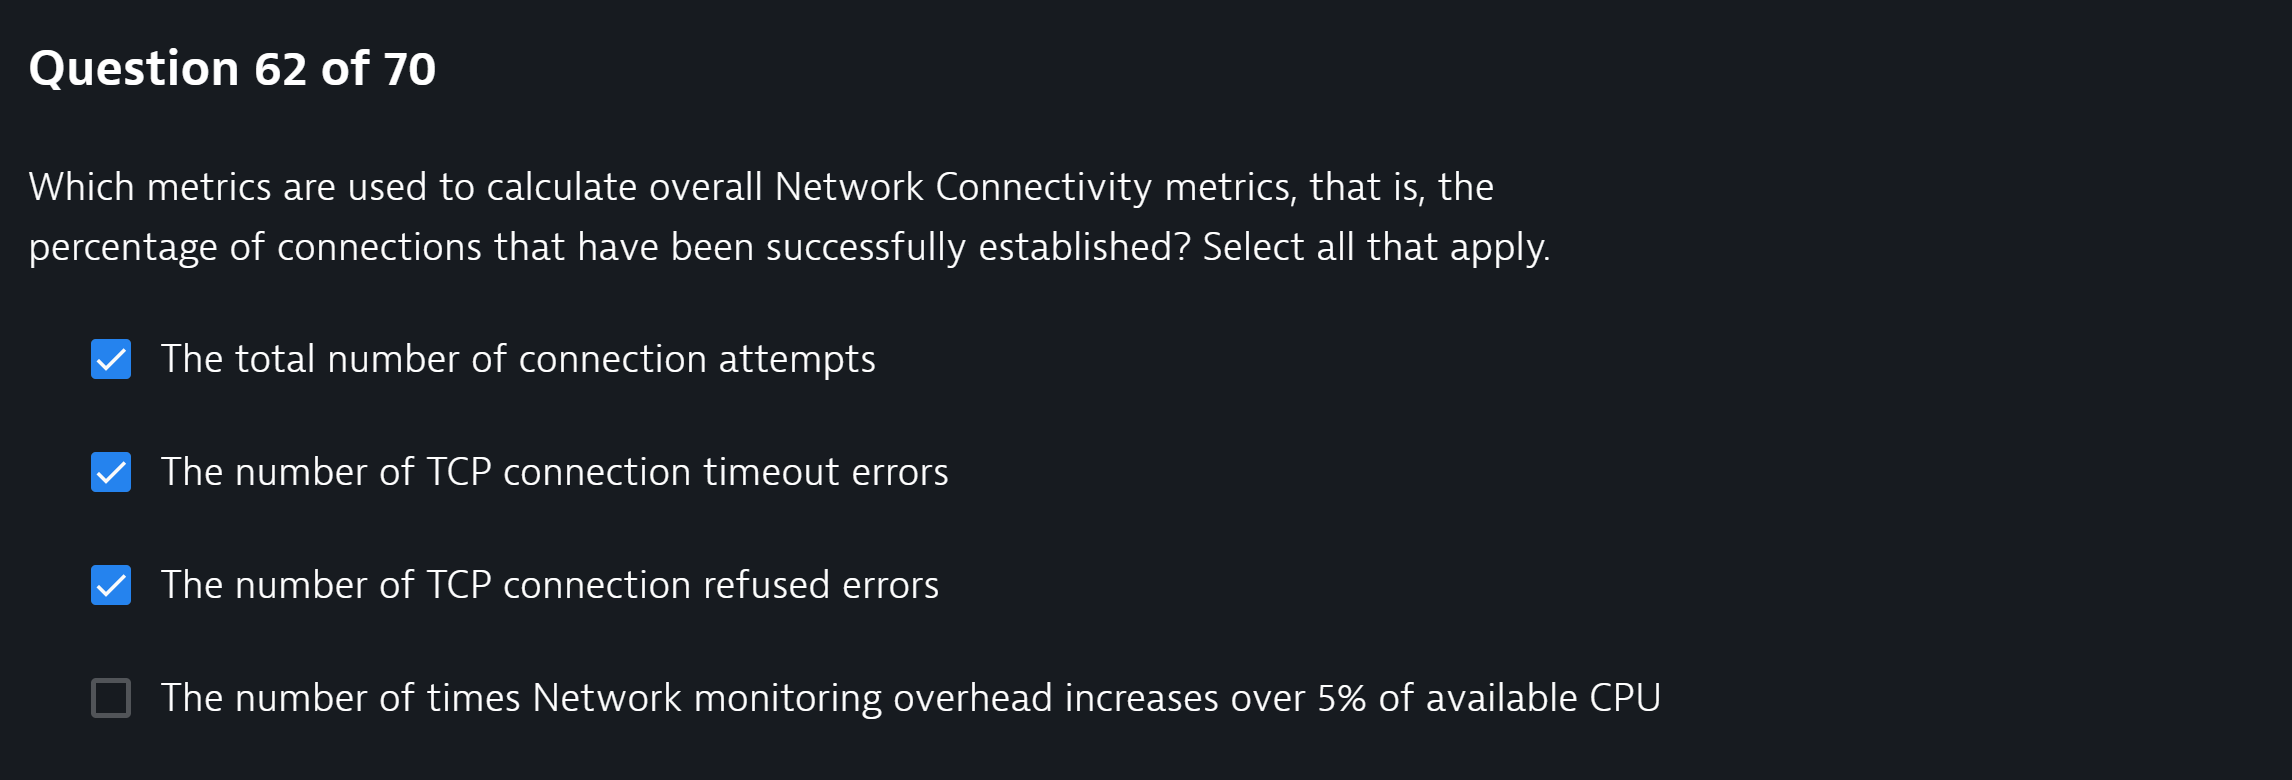 Question 62 of 70
Which metrics are used to calculate overall Network Connectivity metrics, that is, the
percentage of connections that have been successfully established? Select all that apply.
The total number of connection attempts
The number of TCP connection timeout errors
The number of TCP connection refused errors
The number of times Network monitoring overhead increases over 5% of available CPU